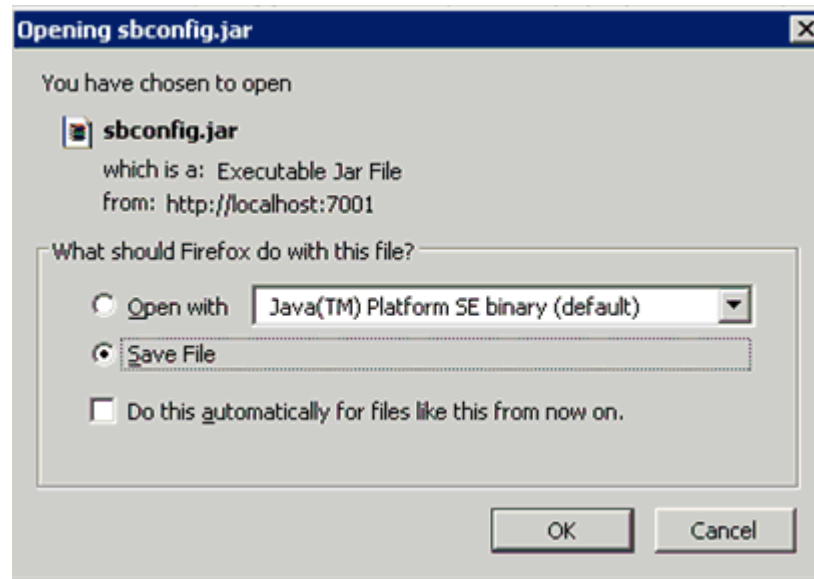 Opening sbconfig.jar
You have chosen to open
sbconfig.jar
which is a: Executable Jar File
from: http://localhost:7001
What should Firefox do with this file?
Open with Java(TM) Platform SE binary (default)
Save File
Do this automatically for files like this from now on.
OK Cancel